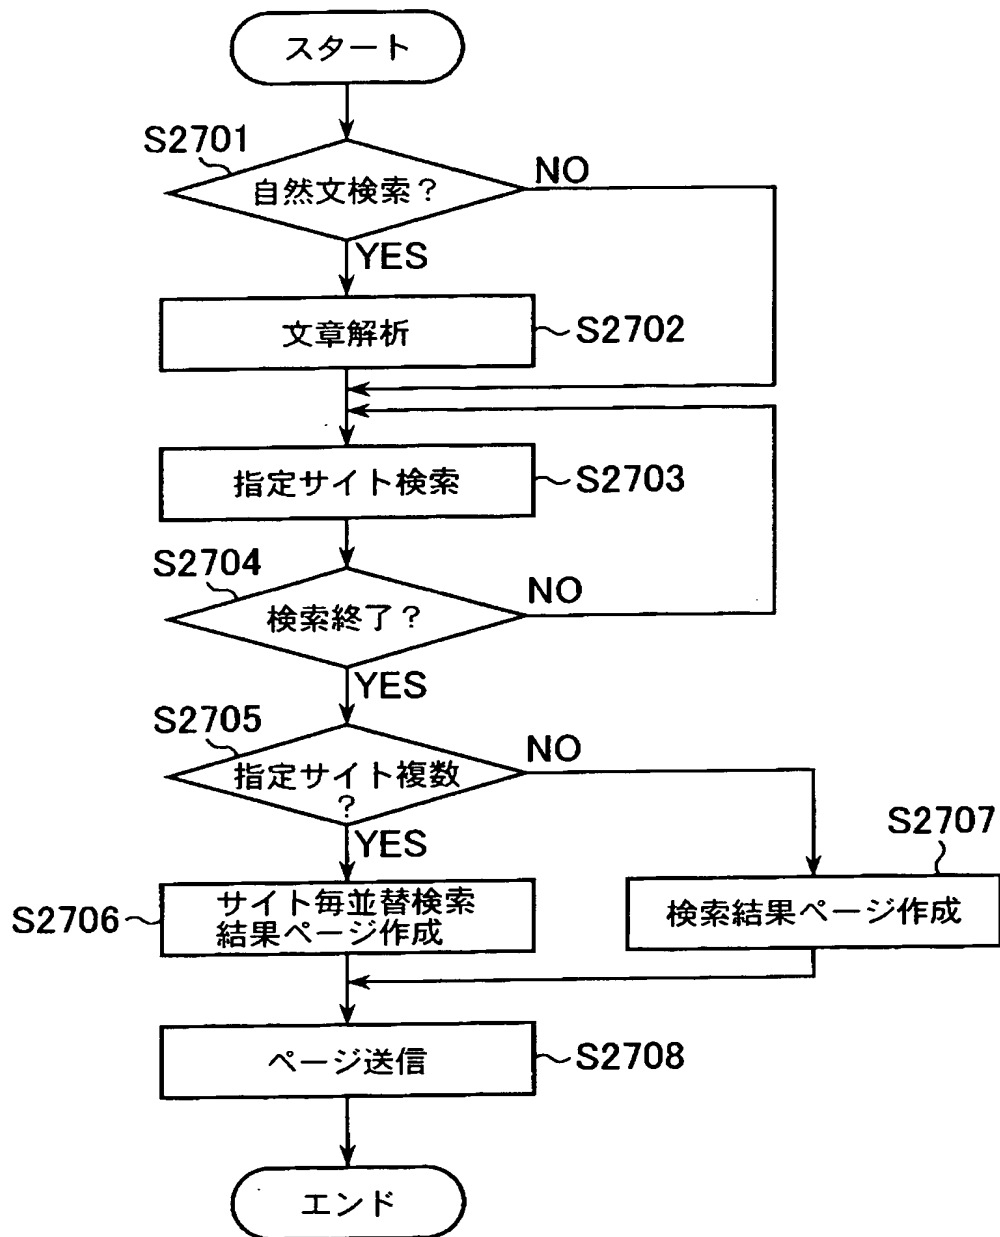 スタート
S2701
自然文検索?
NO
YES
文章解析
S2702
指定サイト検索
S2703
S2704
検索終了?
NO
YES
S2705
指定サイト複数
?
NO
YES
S2707
S2706
サイト毎並替検索
結果ページ作成
検索結果ページ作成
ページ送信
S2708
エンド